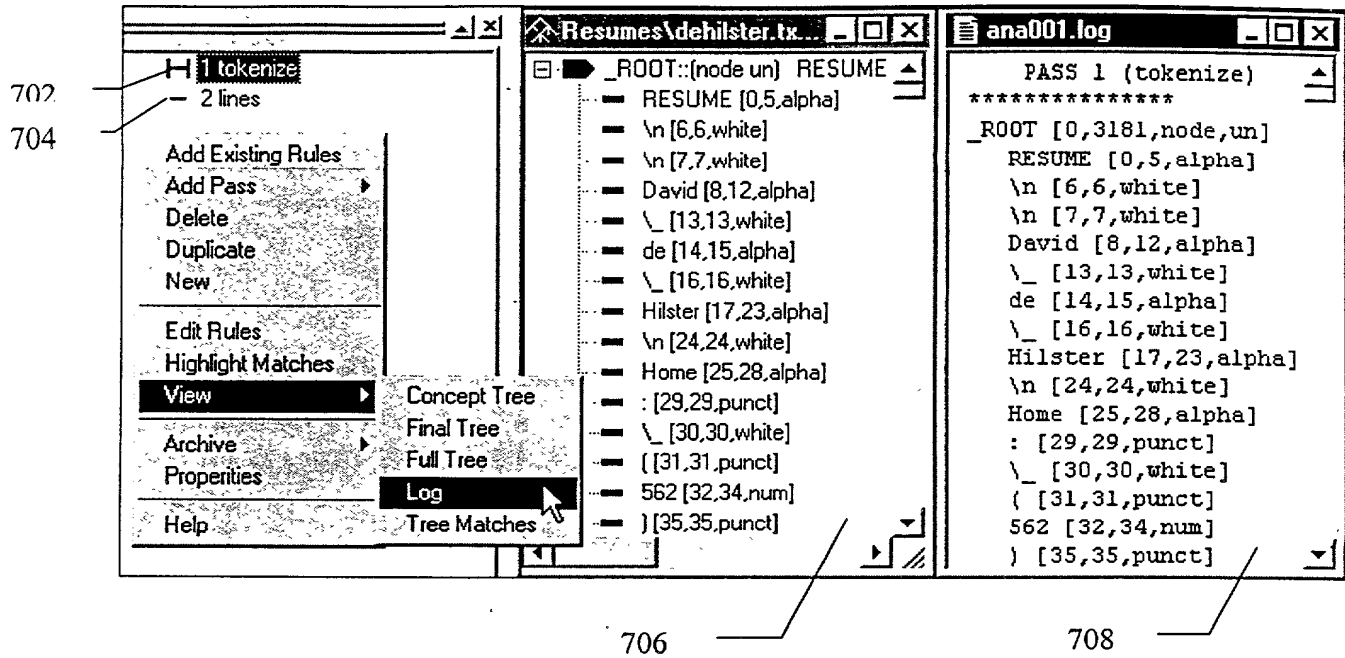 702
704
1 tokenize
2 lines
Add Existing Rules
Add Pass
Delete
Duplicate
New
Edit Rules
Highlight Matches
View
Archive
Properities
Help
Concept Tree
Final Tree
Full Tree
Log
Tree Matches
Resumes\dehilster.tx...
_ROOT::(node un) RESUME
RESUME [0,5,alpha]
\n [6,6,white]
\n [7,7,white]
David [8,12,alpha]
\_ [13,13,white]
de [14,15,alpha]
\_ [16,16,white]
Hilster [17,23,alpha]
\n [24,24,white]
Home [25,28,alpha]
: [29,29,punct]
\_ [30,30,white]
( [31,31,punct]
562 [32,34,num]
) [35,35,punct]
ana001.log
PASS 1 (tokenize)
****************
_ROOT [0,3181,node,un]
RESUME [0,5,alpha]
\n [6,6,white]
\n [7,7,white]
David [8,12,alpha]
\_ [13,13,white]
de [14,15,alpha]
\_ [16,16,white]
Hilster [17,23,alpha]
\n [24,24,white]
Home [25,28,alpha]
: [29,29,punct]
\_ [30,30,white]
( [31,31,punct]
562 [32,34,num]
) [35,35,punct]
706
708